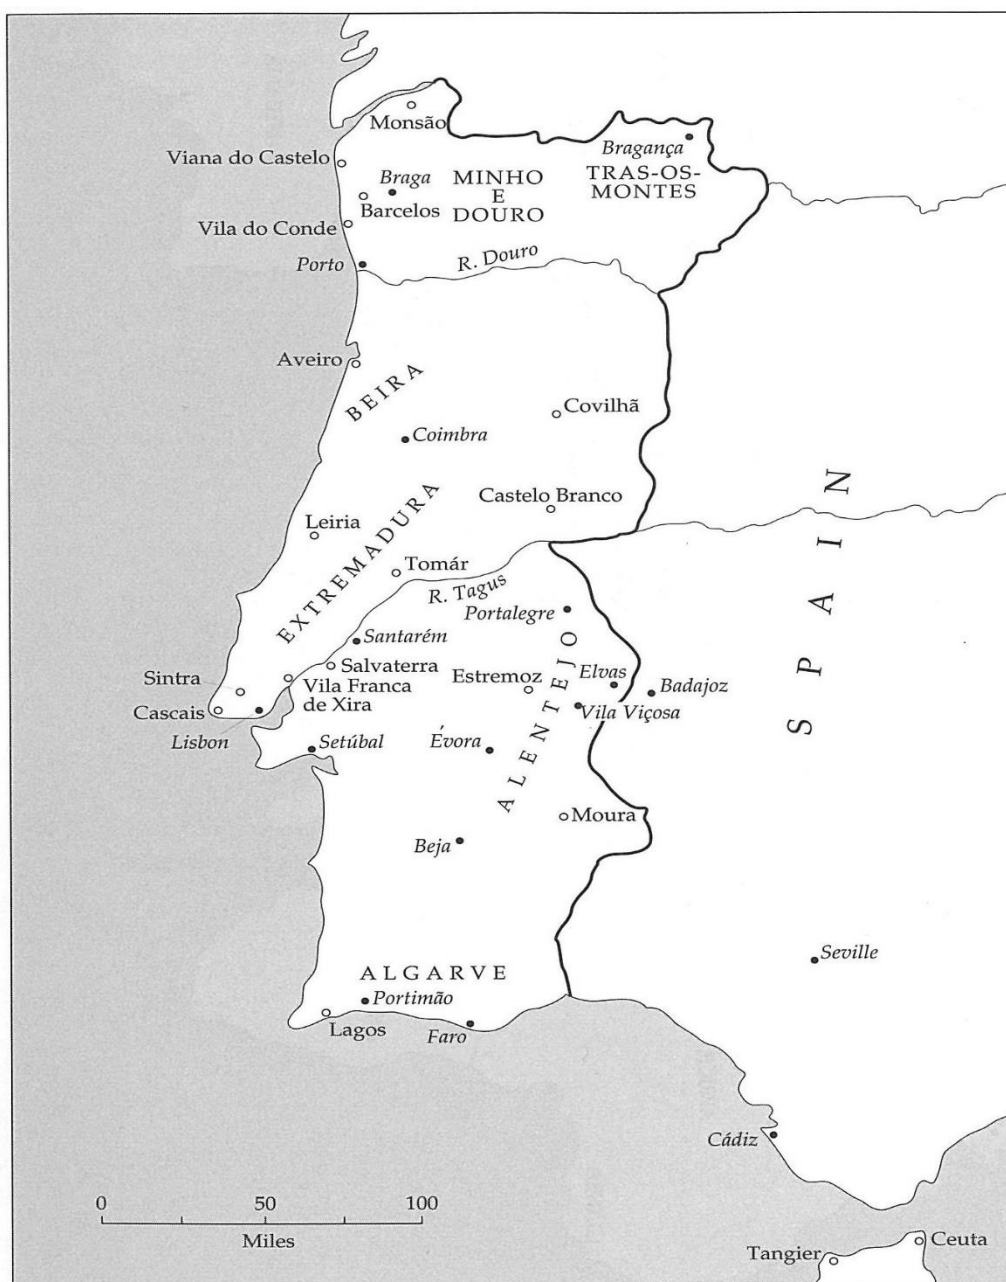 Monsão
Viana do Castelo
Bragança
TRAS-OS-
MONTES
Braga
MINHO
E
DOURO
Barcelos
Vila do Conde
R. Douro
Porto
Aveiro
BEIRA
Covilhã
Coimbra
Castelo Branco
SPAIN
Leiria
EXTREMADURA
Tomár
R. Tagus
Portalegre
Santarém
Salvaterra
Sintra
Vila Franca
de Xira
Estremoz
Elvas
Badajoz
Cascais
Vila Viçosa
Lisbon
Setúbal
Évora
ALENTEJO
Moura
Beja
Seville
ALGARVE
Portimão
Lagos
Faro
Cádiz
0 50 100
Miles
Tangier
Ceuta